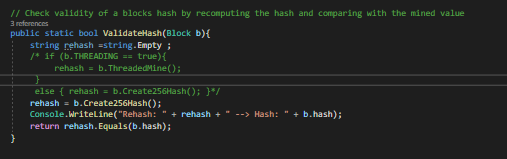 // Check validity of a blocks hash by recomputing the hash and comparing with the mined value
3 references
public static bool ValidateHash(Block b){
string rehash =string.Empty ;
/* if (b.THREADING == true){
rehash = b.ThreadedMine();
}
else { rehash = b.Create256Hash(); }*/
rehash = b.Create256Hash();
Console.WriteLine("Rehash: " + rehash + " --> Hash: " + b.hash);
return rehash.Equals(b.hash);
}